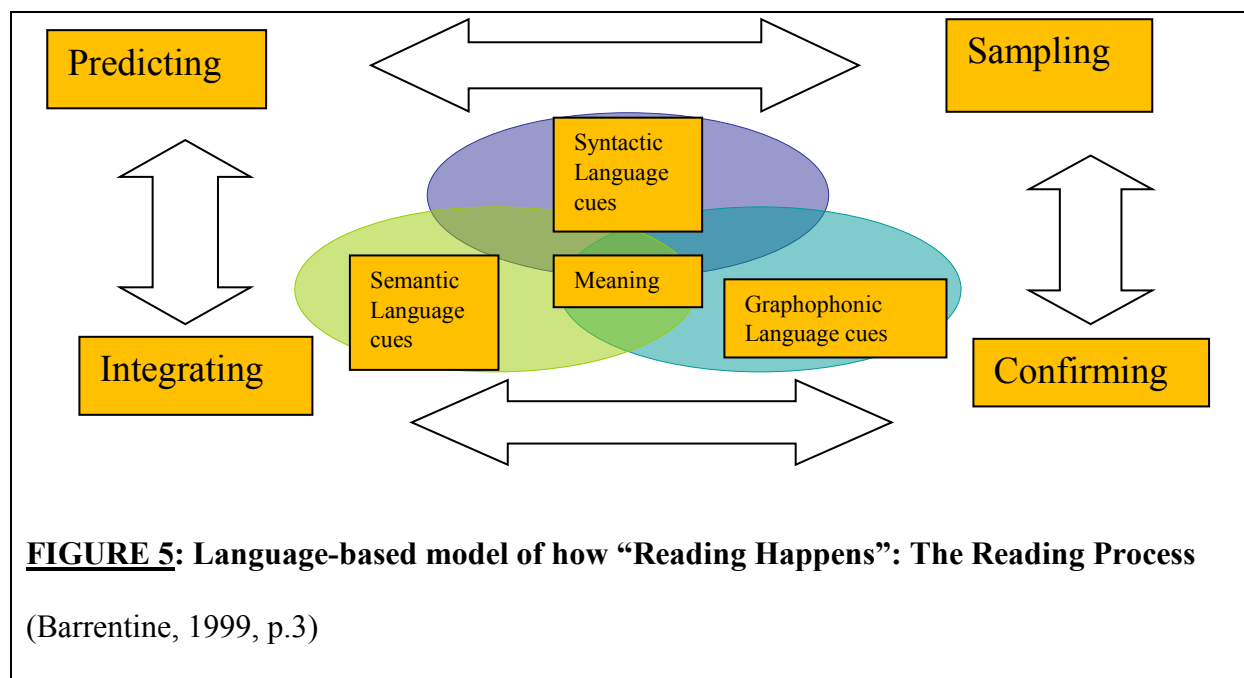 Predicting
Sampling
Syntactic
Language
cues
Semantic
Language
cues
Meaning
Graphophonic
Language cues
Integrating
Confirming
FIGURE 5: Language-based model of how “Reading Happens”: The Reading Process
(Barrentine, 1999, p.3)